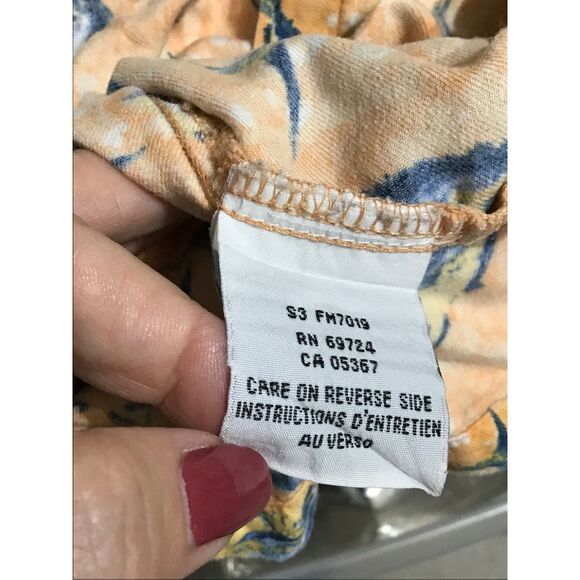 S3 FM7019
RN 69724
CA 05367
CARE ON REVERSE SIDE
INSTRUCTIONS D'ENTRETIEN
AU VERSO